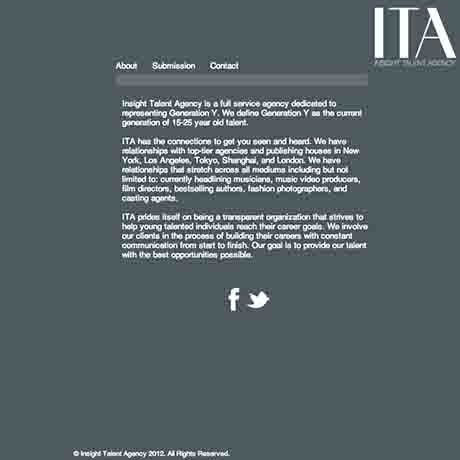 ITA
INSIGHT TALENT AGENCY
About Submission Contact
Insight Talent Agency is a full service agency dedicated to
representing Generation Y. We define Generation Y as the current
generation of 15-25 year old talent.
ITA has the connections to get you seen and heard. We have
relationships with top-tier agencies and publishing houses in New
York, Los Angeles, Tokyo, Shanghai, and London. We have
relationships that stretch across all mediums including but not
limited to: currently headlining musicians, music video producers,
film directors, bestselling authors, fashion photographers, and
casting agents.
ITA prides itself on being a transparent organization that strives to
help young talented individuals reach their career goals. We involve
our clients in the process of building their careers with constant
communication from start to finish. Our goal is to provide our talent
with the best opportunities possible.
© Insight Talent Agency 2012. All Rights Reserved.